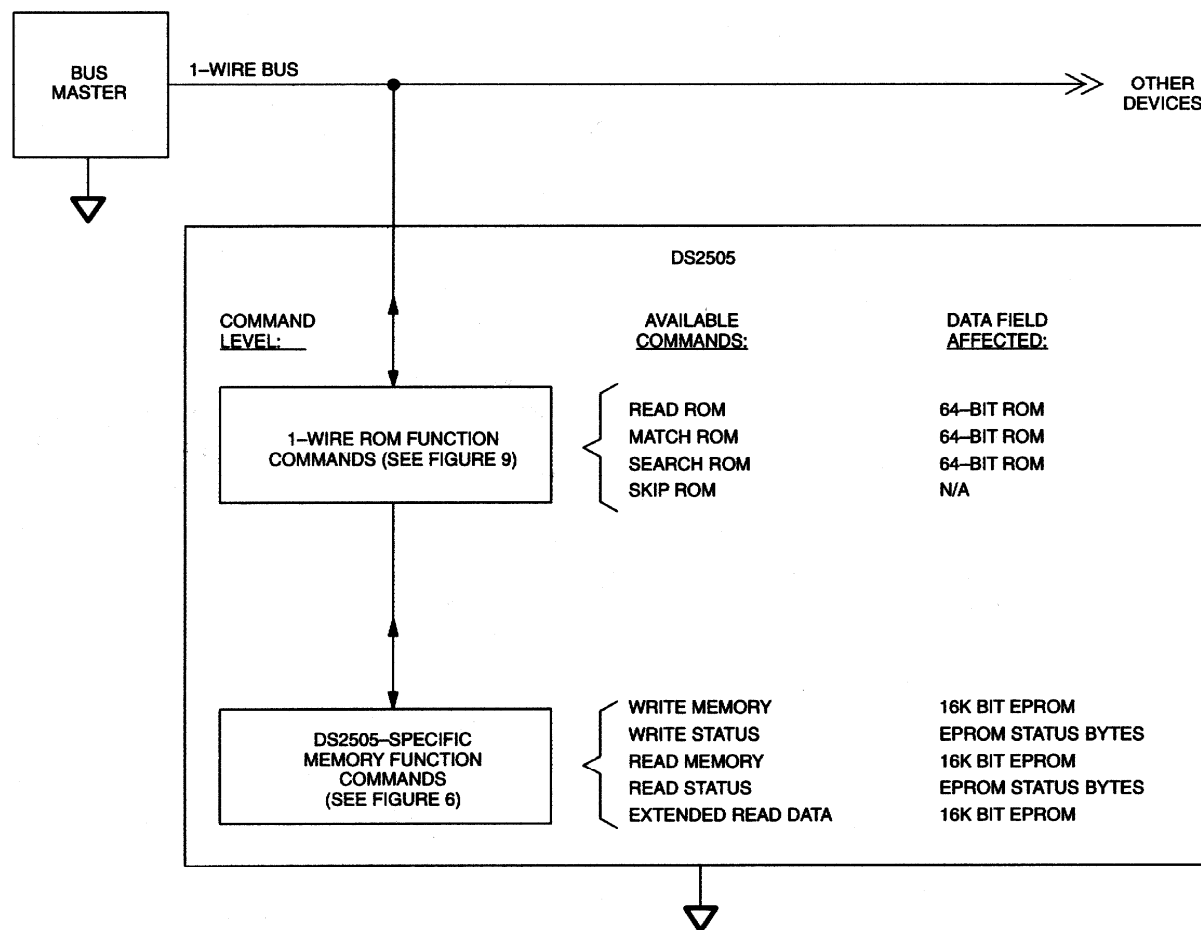 BUS
MASTER
1–WIRE BUS
OTHER
DEVICES
DS2505
COMMAND
LEVEL:
AVAILABLE
COMMANDS:
DATA FIELD
AFFECTED:
1–WIRE ROM FUNCTION
COMMANDS (SEE FIGURE 9)
READ ROM 64–BIT ROM
MATCH ROM 64–BIT ROM
SEARCH ROM 64–BIT ROM
SKIP ROM N/A
DS2505–SPECIFIC
MEMORY FUNCTION
COMMANDS
(SEE FIGURE 6)
WRITE MEMORY 16K BIT EPROM
WRITE STATUS EPROM STATUS BYTES
READ MEMORY 16K BIT EPROM
READ STATUS EPROM STATUS BYTES
EXTENDED READ DATA 16K BIT EPROM